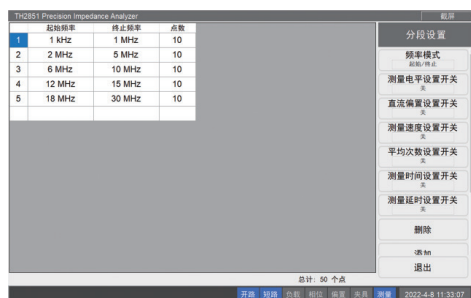 TH2851 Precision Impedance Analyzer
截屏
起始频率 终止频率 点数
1 1 kHz 1 MHz 10
2 2 MHz 5 MHz 10
3 6 MHz 10 MHz 10
4 12 MHz 15 MHz 10
5 18 MHz 30 MHz 10
分段设置
频率模式
起始/终止
测量电平设置开关
关
直流偏置设置开关
关
测量速度设置开关
关
平均次数设置开关
关
测量时间设置开关
关
测量延时设置开关
关
删除
添加
退出
总计: 50 个点
开路 短路 负载 相位 偏置 夹具 测量 2022-4-8 11:33:07